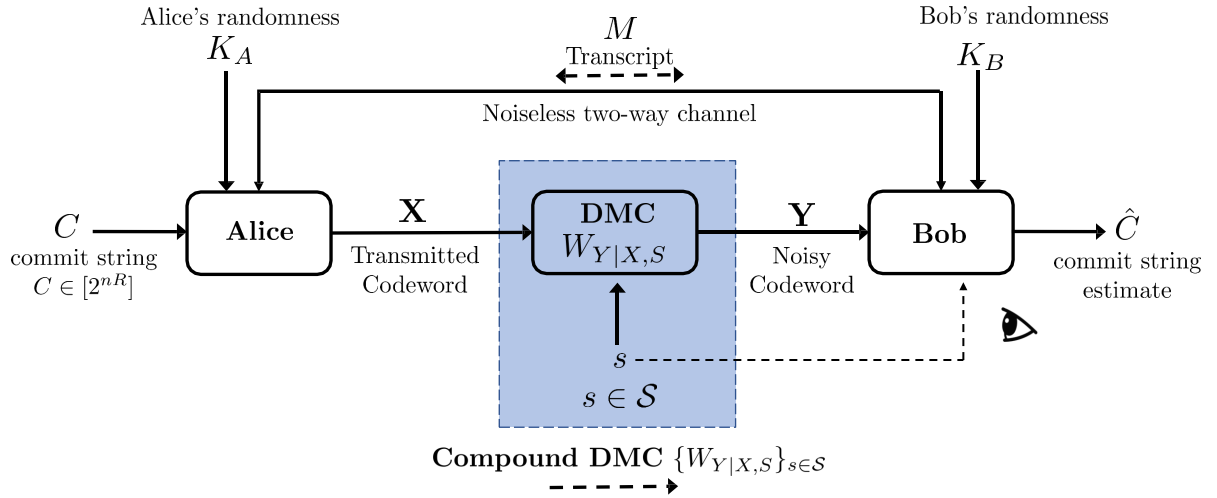 Alice's randomness
K_A
M
Transcript
Bob's randomness
K_B
Noiseless two-way channel
C
commit string
C ∈ [2^{nR}]
Alice
X
Transmitted
Codeword
DMC
W_{Y|X,S}
s
s ∈ 𝒮
Y
Noisy
Codeword
Bob
Ĉ
commit string
estimate
Compound DMC {W_{Y|X,S}}_{s∈𝒮}